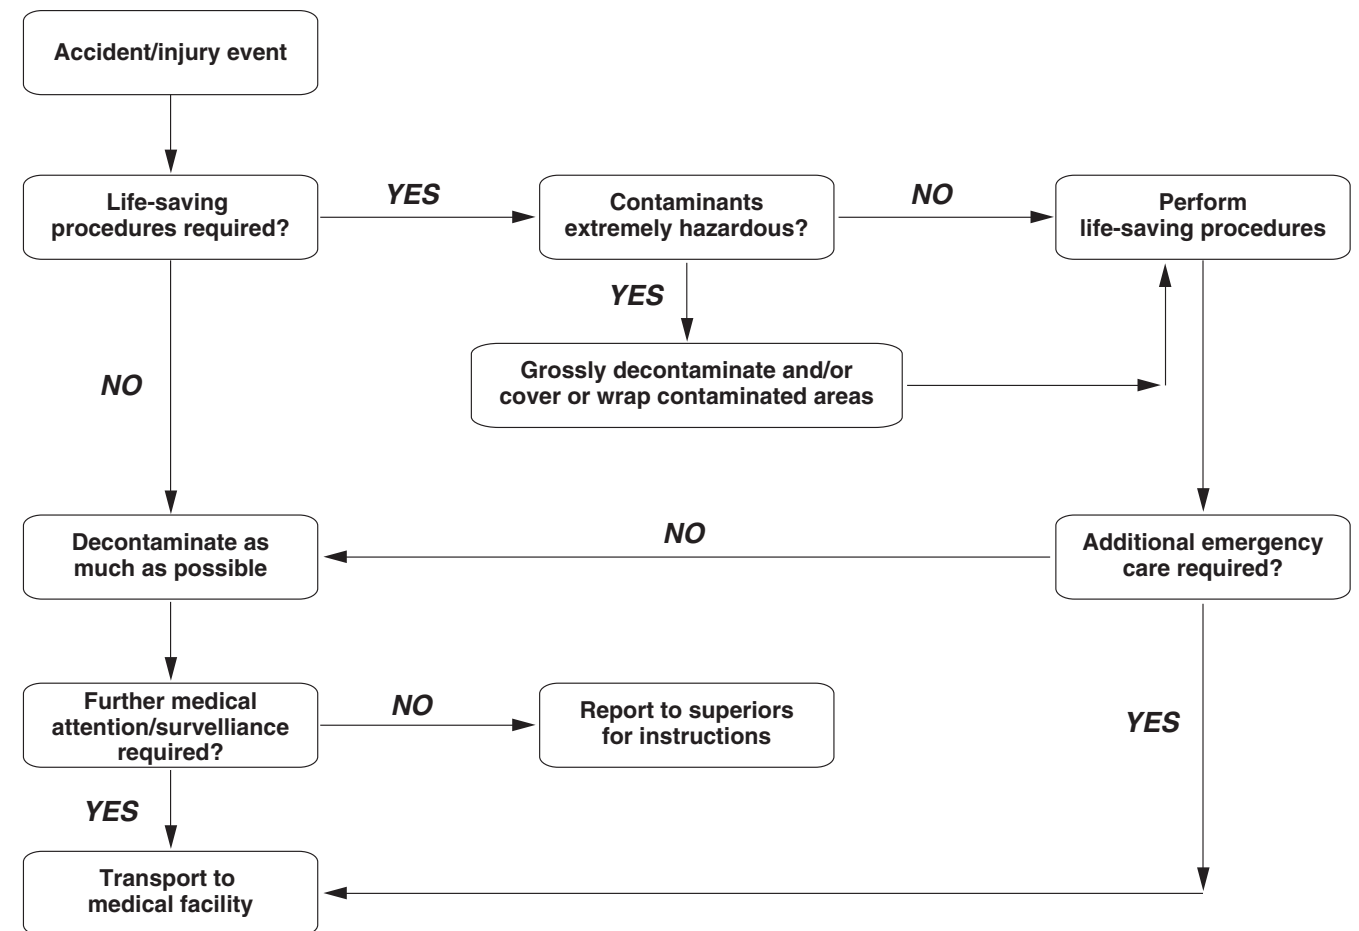 Accident/injury event
Life-saving
procedures required?
YES
Contaminants
extremely hazardous?
NO
Perform
life-saving procedures
YES
Grossly decontaminate and/or
cover or wrap contaminated areas
NO
Decontaminate as
much as possible
NO
Additional emergency
care required?
Further medical
attention/survelliance
required?
NO
Report to superiors
for instructions
YES
YES
Transport to
medical facility